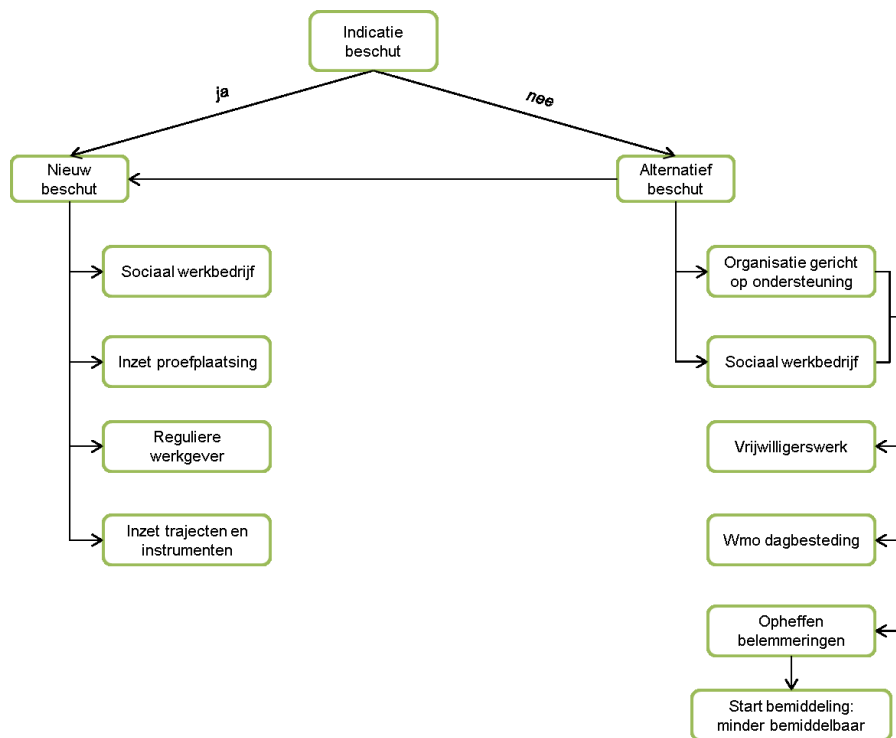 Indicatie
beschut
ja
nee
Nieuw
beschut
Alternatief
beschut
Sociaal werkbedrijf
Organisatie gericht
op ondersteuning
Inzet proefplaatsing
Sociaal werkbedrijf
Reguliere
werkgever
Vrijwilligerswerk
Inzet trajecten en
instrumenten
Wmo dagbesteding
Opheffen
belemmeringen
Start bemiddeling:
minder bemiddelbaar